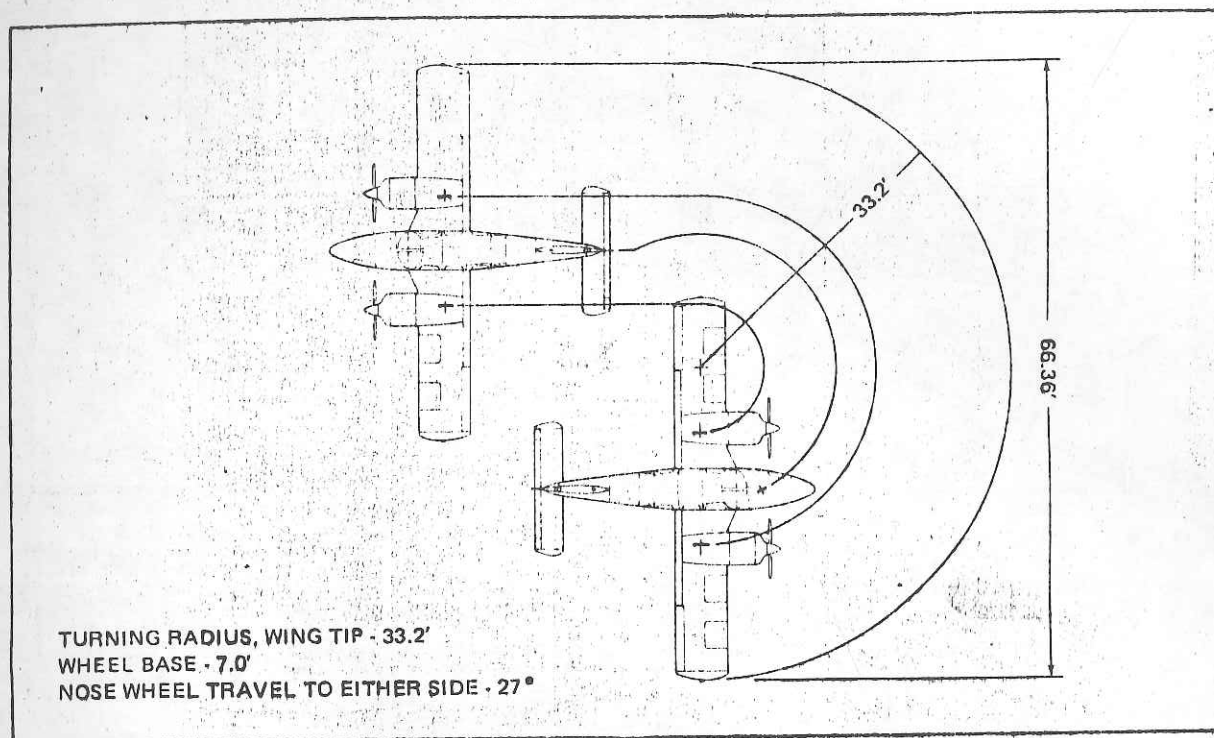 33.2'
66.36'
TURNING RADIUS, WING TIP - 33.2'
WHEEL BASE - 7.0'
NOSE WHEEL TRAVEL TO EITHER SIDE - 27°